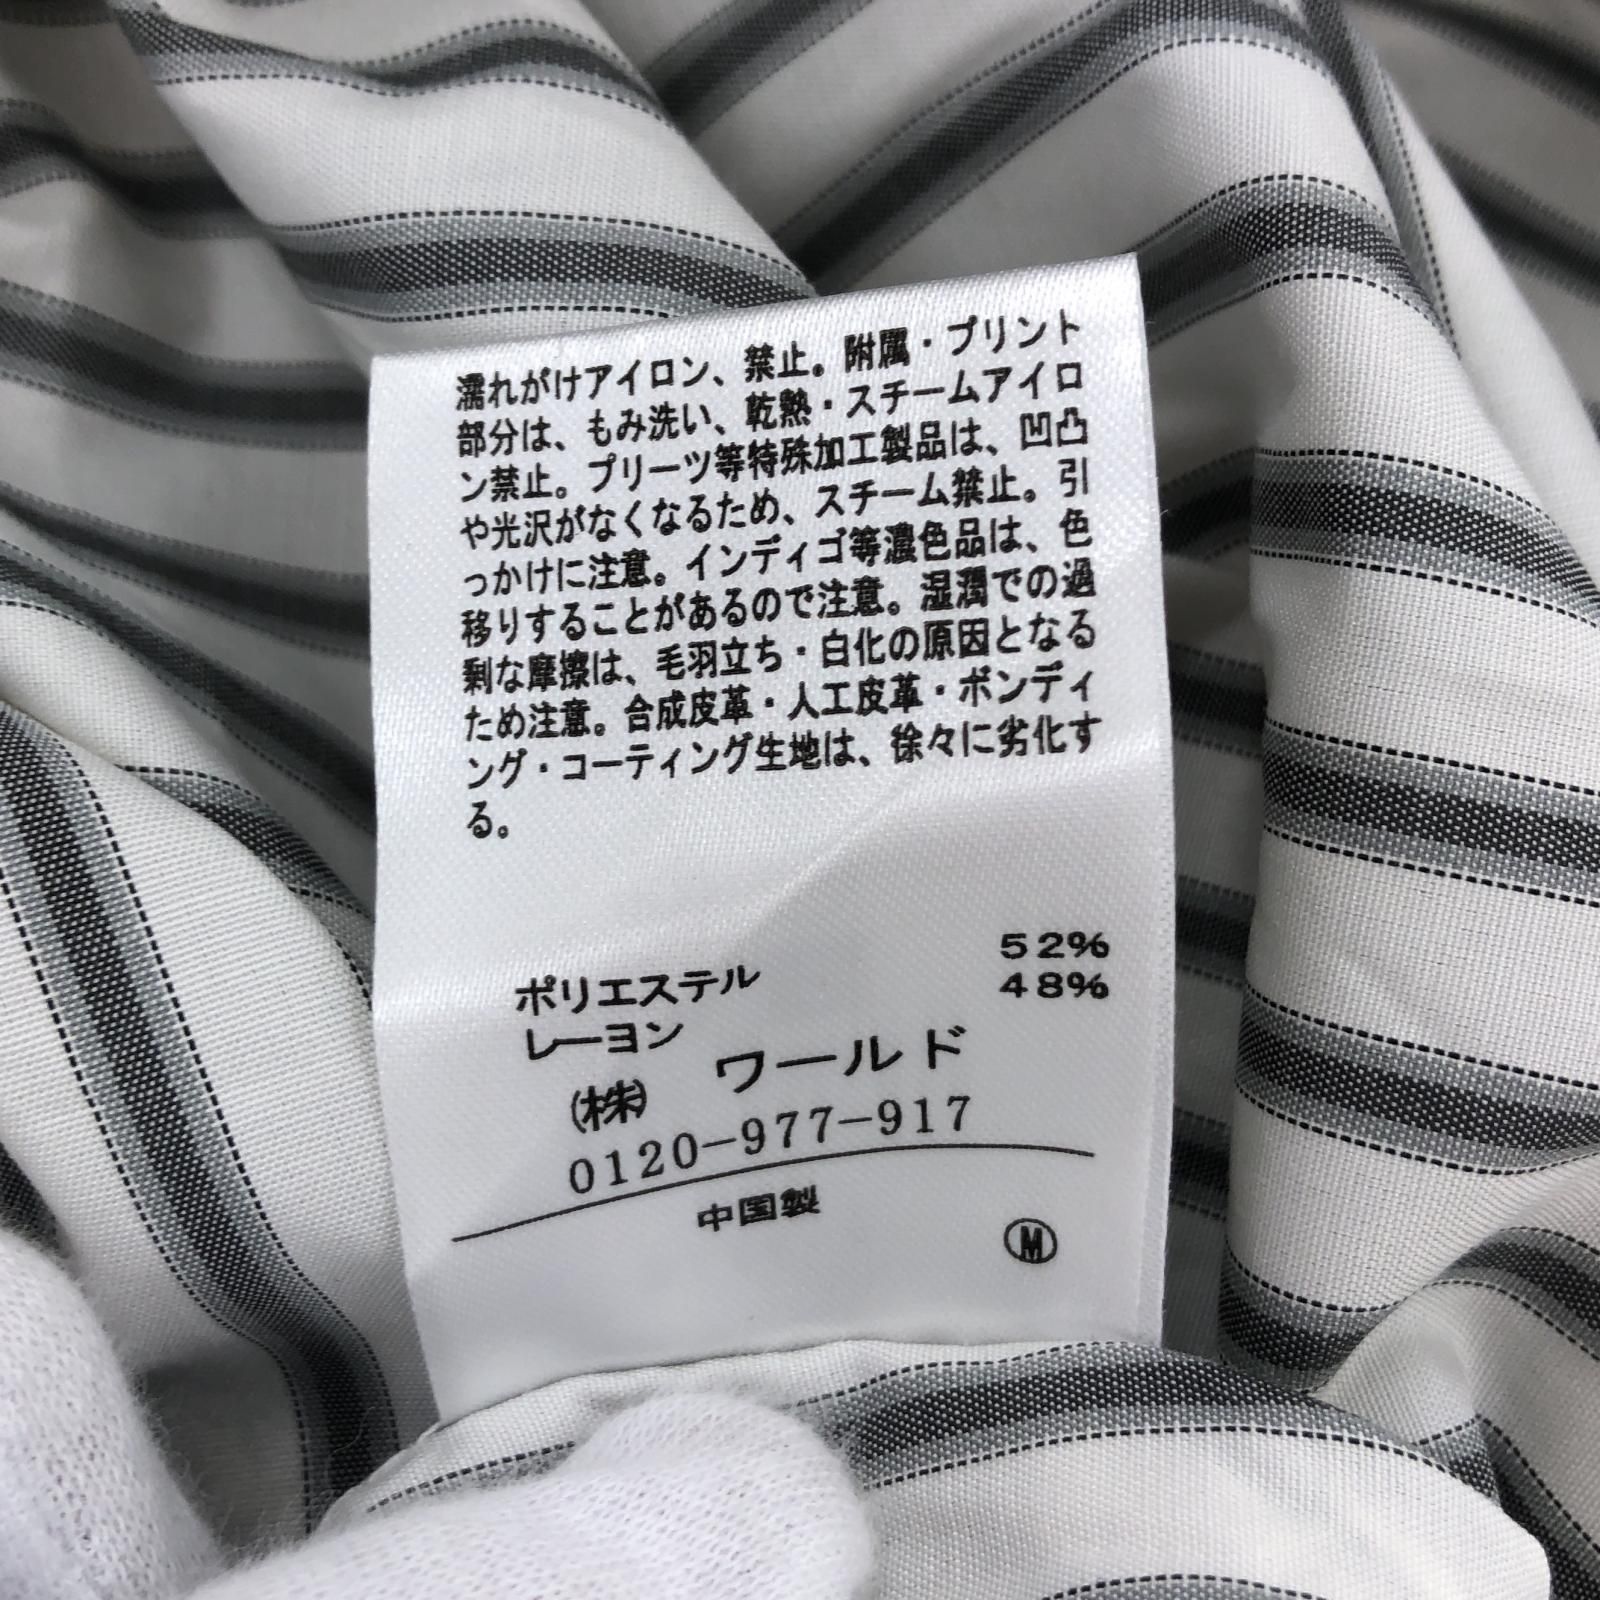 濡れがけアイロン、禁止。附属・プリント
部分は、もみ洗い、乾熱・スチームアイロ
ン禁止。プリーツ等特殊加工製品は、凹凸
や光沢がなくなるため、スチーム禁止。引
っかけに注意。インディゴ等濃色品は、色
移りすることがあるので注意。湿潤での過
剰な摩擦は、毛羽立ち・白化の原因となる
ため注意。合成皮革・人工皮革・ボンディ
ング・コーティング生地は、徐々に劣化す
る。
ポリエステル 52%
レーヨン 48%
(株) ワールド
0120-977-917
中国製
M